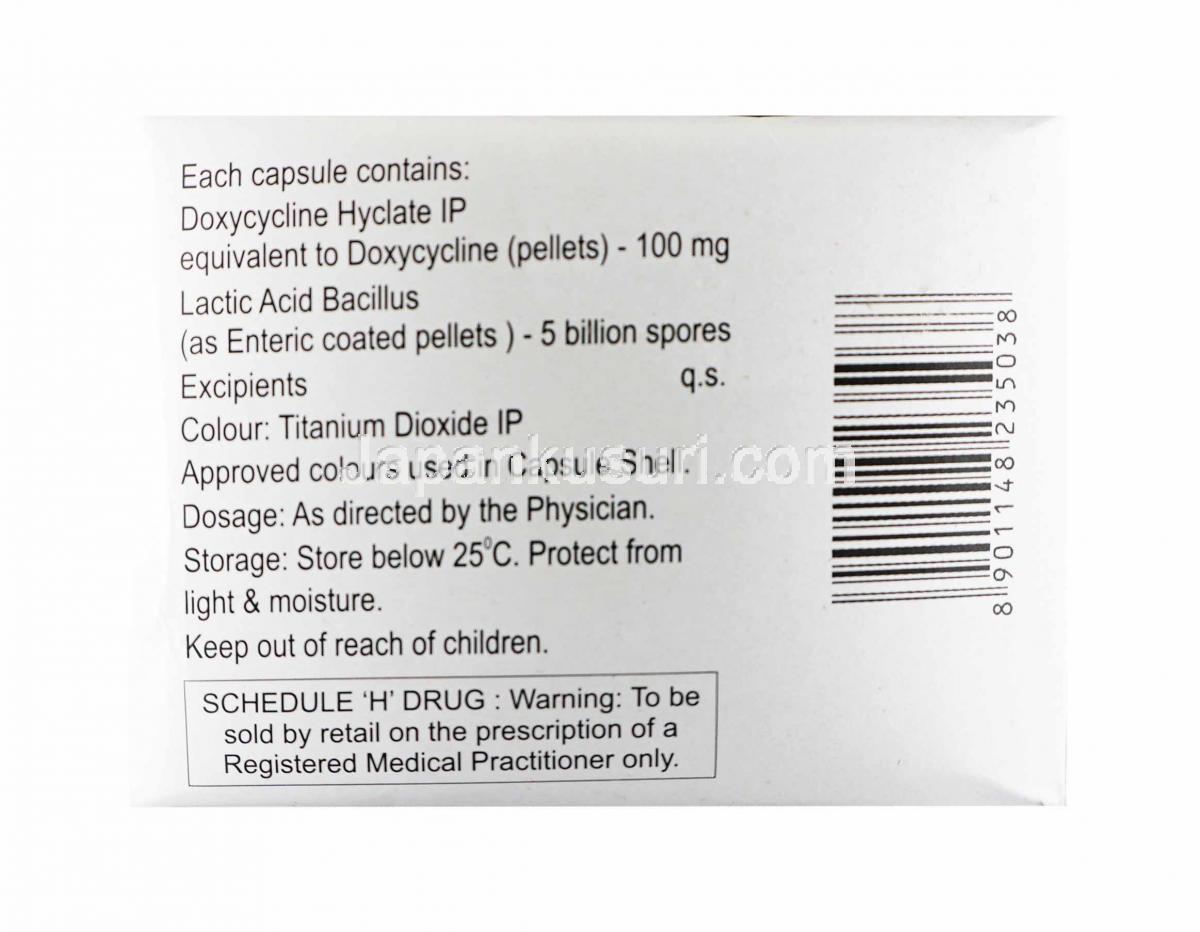 Each capsule contains:
Doxycycline Hyclate IP
equivalent to Doxycycline (pellets) - 100 mg
Lactic Acid Bacillus
(as Enteric coated pellets ) - 5 billion spores
Excipients q.s.
Colour: Titanium Dioxide IP
Approved colours used in Capsule Shell.
Japankusuri.com
Dosage: As directed by the Physician.
Storage: Store below 25°C. Protect from
light & moisture.
Keep out of reach of children.
SCHEDULE ‘H’ DRUG : Warning: To be
sold by retail on the prescription of a
Registered Medical Practitioner only.
8 901148 235038